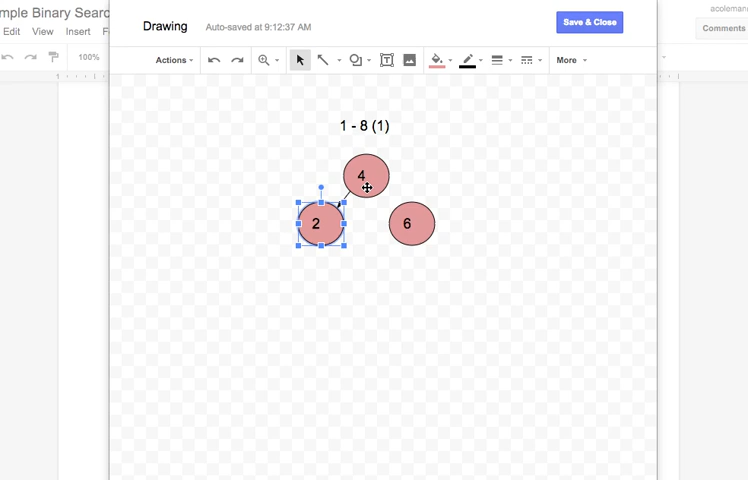 mple Binary Searc
acoleman
Drawing
Auto-saved at 9:12:37 AM
Save & Close
Edit View Insert F
Comments
100%
Actions
More
1
1 - 8 (1)
4
2
6